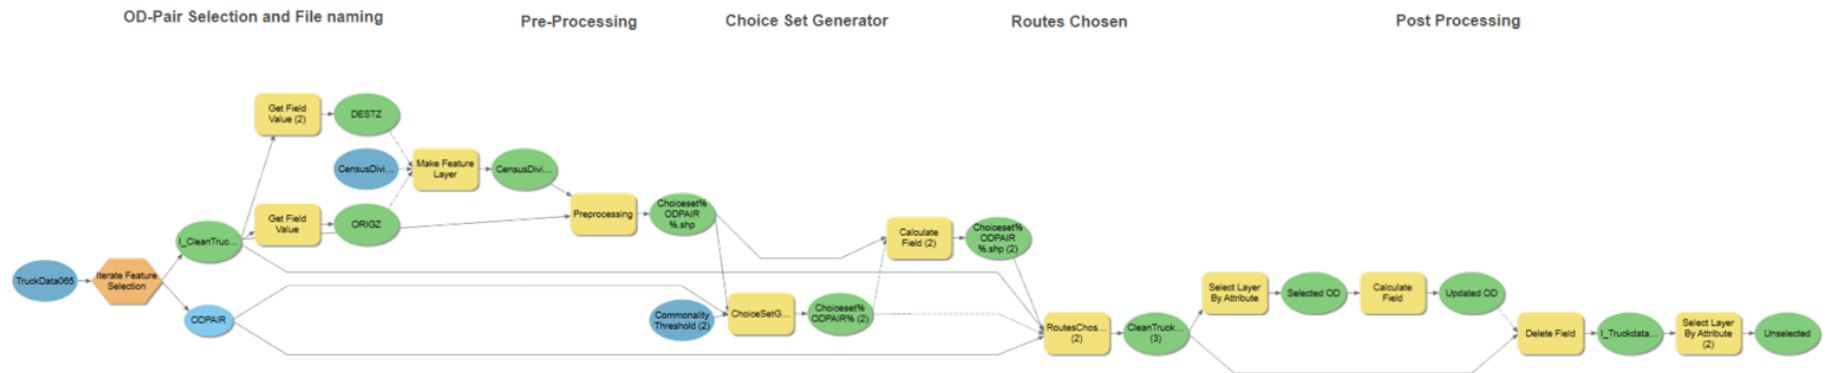 OD-Pair Selection and File naming
Pre-Processing
Choice Set Generator
Routes Chosen
Post Processing
Get Field
Value (2)
DESTZ
CensusDivi...
Make Feature
Layer
CensusDivi...
Get Field
Value
ORIGZ
Preprocessing
Choiceset%
ODPAIR
%.shp
I_CleanTruc...
TruckData065
Iterate Feature
Selection
ODPAIR
Calculate
Field (2)
Choiceset%
ODPAIR
%.shp (2)
Commonality
Threshold (2)
ChoiceSetG...
Choiceset%
ODPAIR% (2)
RoutesChos...
(2)
CleanTruck...
(3)
Select Layer
By Attribute
Selected OD
Calculate
Field
Updated OD
Delete Field
I_Truckdata...
Select Layer
By Attribute
(2)
Unselected